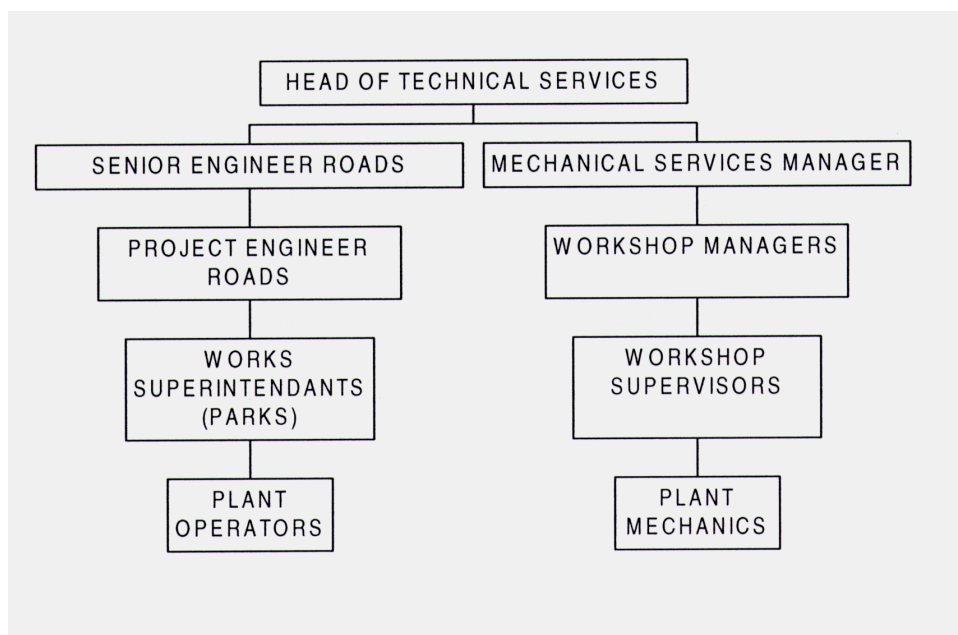 HEAD OF TECHNICAL SERVICES
SENIOR ENGINEER ROADS
MECHANICAL SERVICES MANAGER
PROJECT ENGINEER
ROADS
WORKSHOP MANAGERS
WORKS
SUPERINTENDANTS
(PARKS)
WORKSHOP
SUPERVISORS
PLANT
OPERATORS
PLANT
MECHANICS